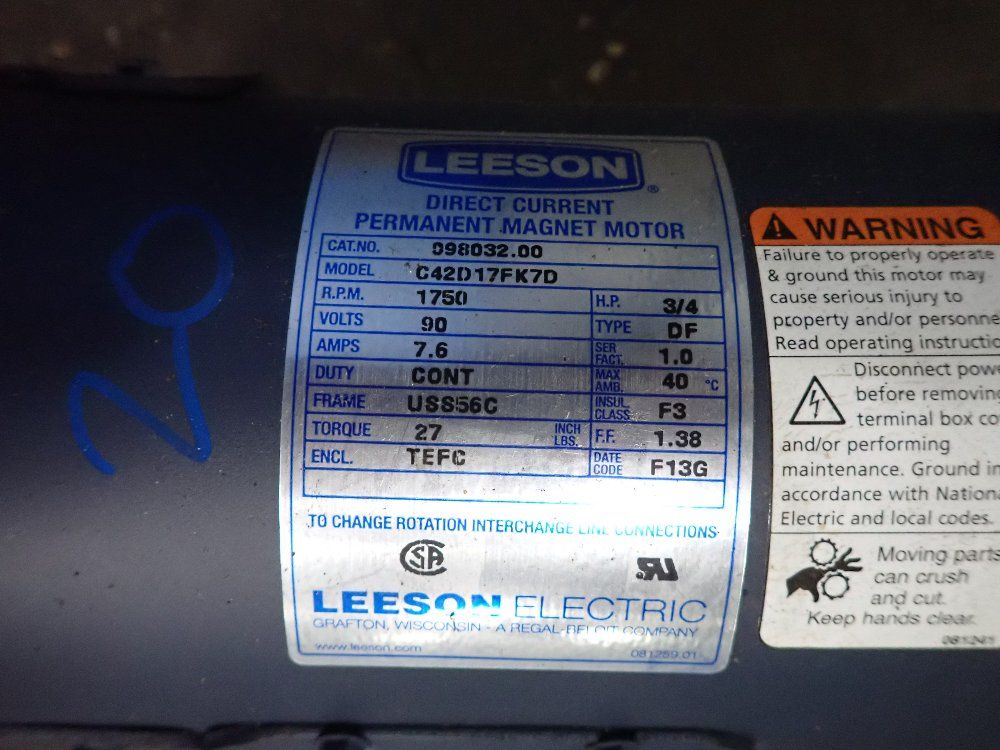 20
LEESON ®
DIRECT CURRENT
PERMANENT MAGNET MOTOR
CAT.NO. 098032.00
MODEL C42D17FK7D
R.P.M. 1750 H.P. 3/4
VOLTS 90 TYPE DF
AMPS 7.6 SER FACT. 1.0
DUTY CONT MAX AMB. 40 °C
FRAME USS56C INSUL CLASS F3
TORQUE 27 INCH LBS. F.F. 1.38
ENCL. TEFC DATE CODE F13G
TO CHANGE ROTATION INTERCHANGE LINE CONNECTIONS
LEESON ELECTRIC
GRAFTON, WISCONSIN - A REGAL-BELOIT COMPANY
www.leeson.com 081259.01
WARNING
Failure to properly operate
& ground this motor may
cause serious injury to
property and/or personne
Read operating instructio
Disconnect powe
before removing
terminal box co
and/or performing
maintenance. Ground in
accordance with Nationa
Electric and local codes.
Moving parts
can crush
and cut.
Keep hands clear.
081241